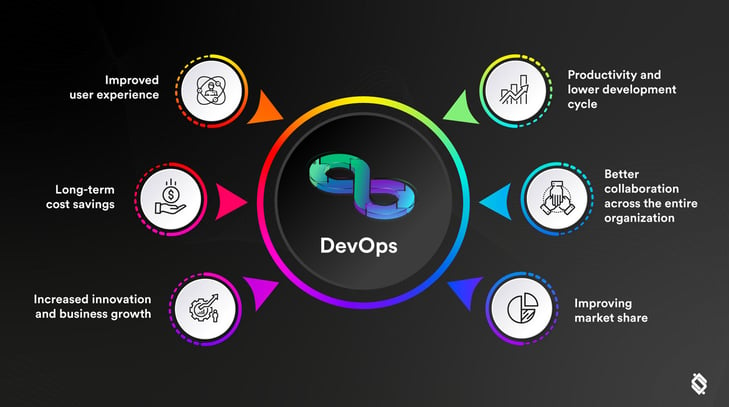 Improved
user experience
Productivity and
lower development
cycle
Long-term
cost savings
DevOps
Better
collaboration
across the entire
organization
Increased innovation
and business growth
Improving
market share